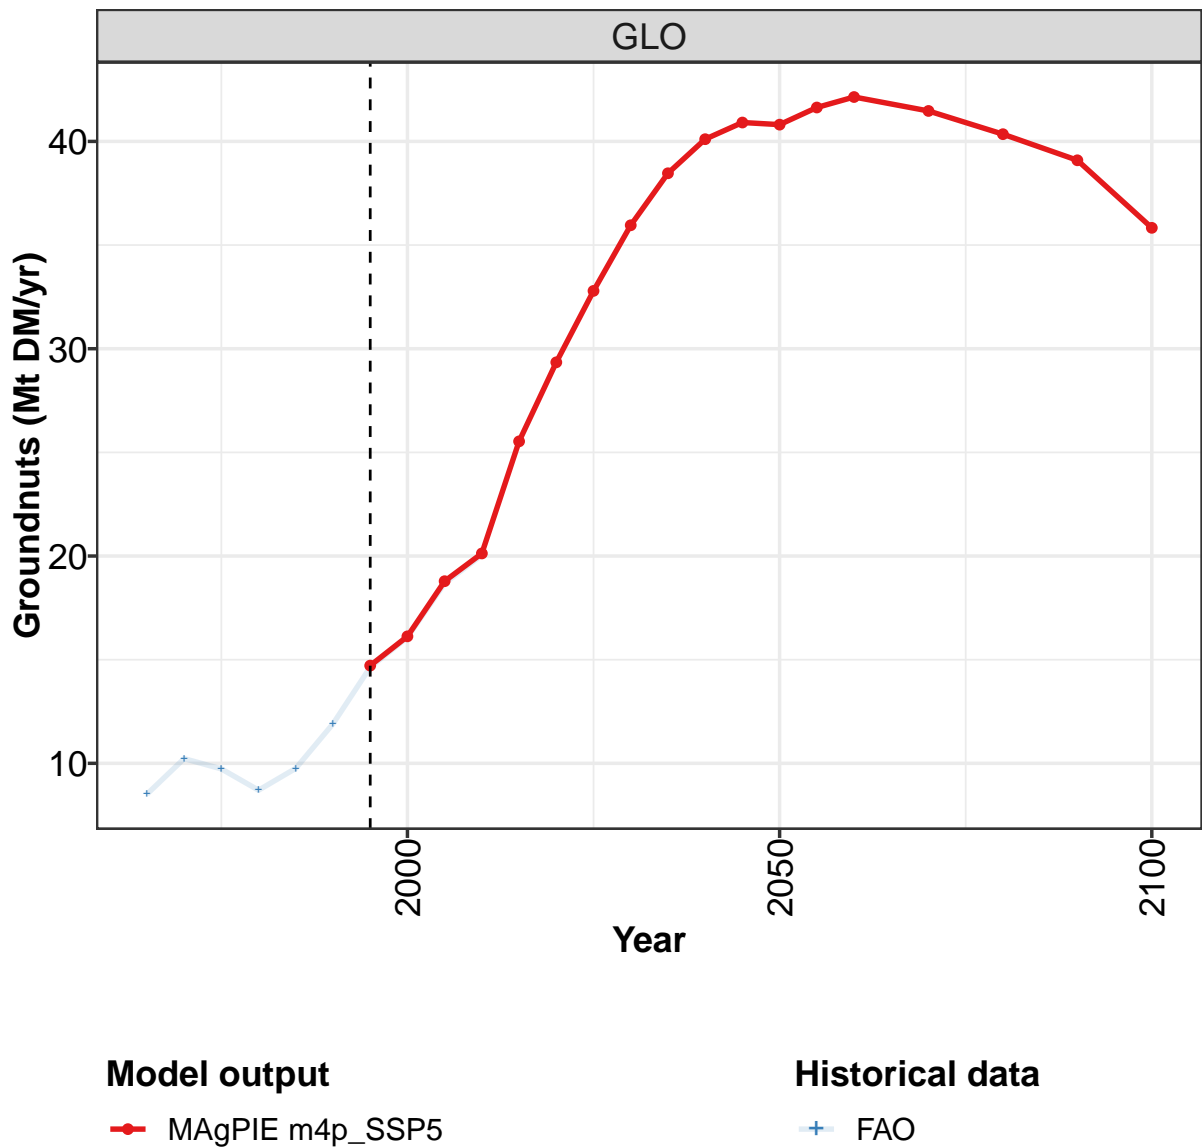 GLO
Groundnuts (Mt DM/yr)
40
30
20
10
2000
2050
2100
Year
Model output
MAgPIE m4p_SSP5
Historical data
FAO